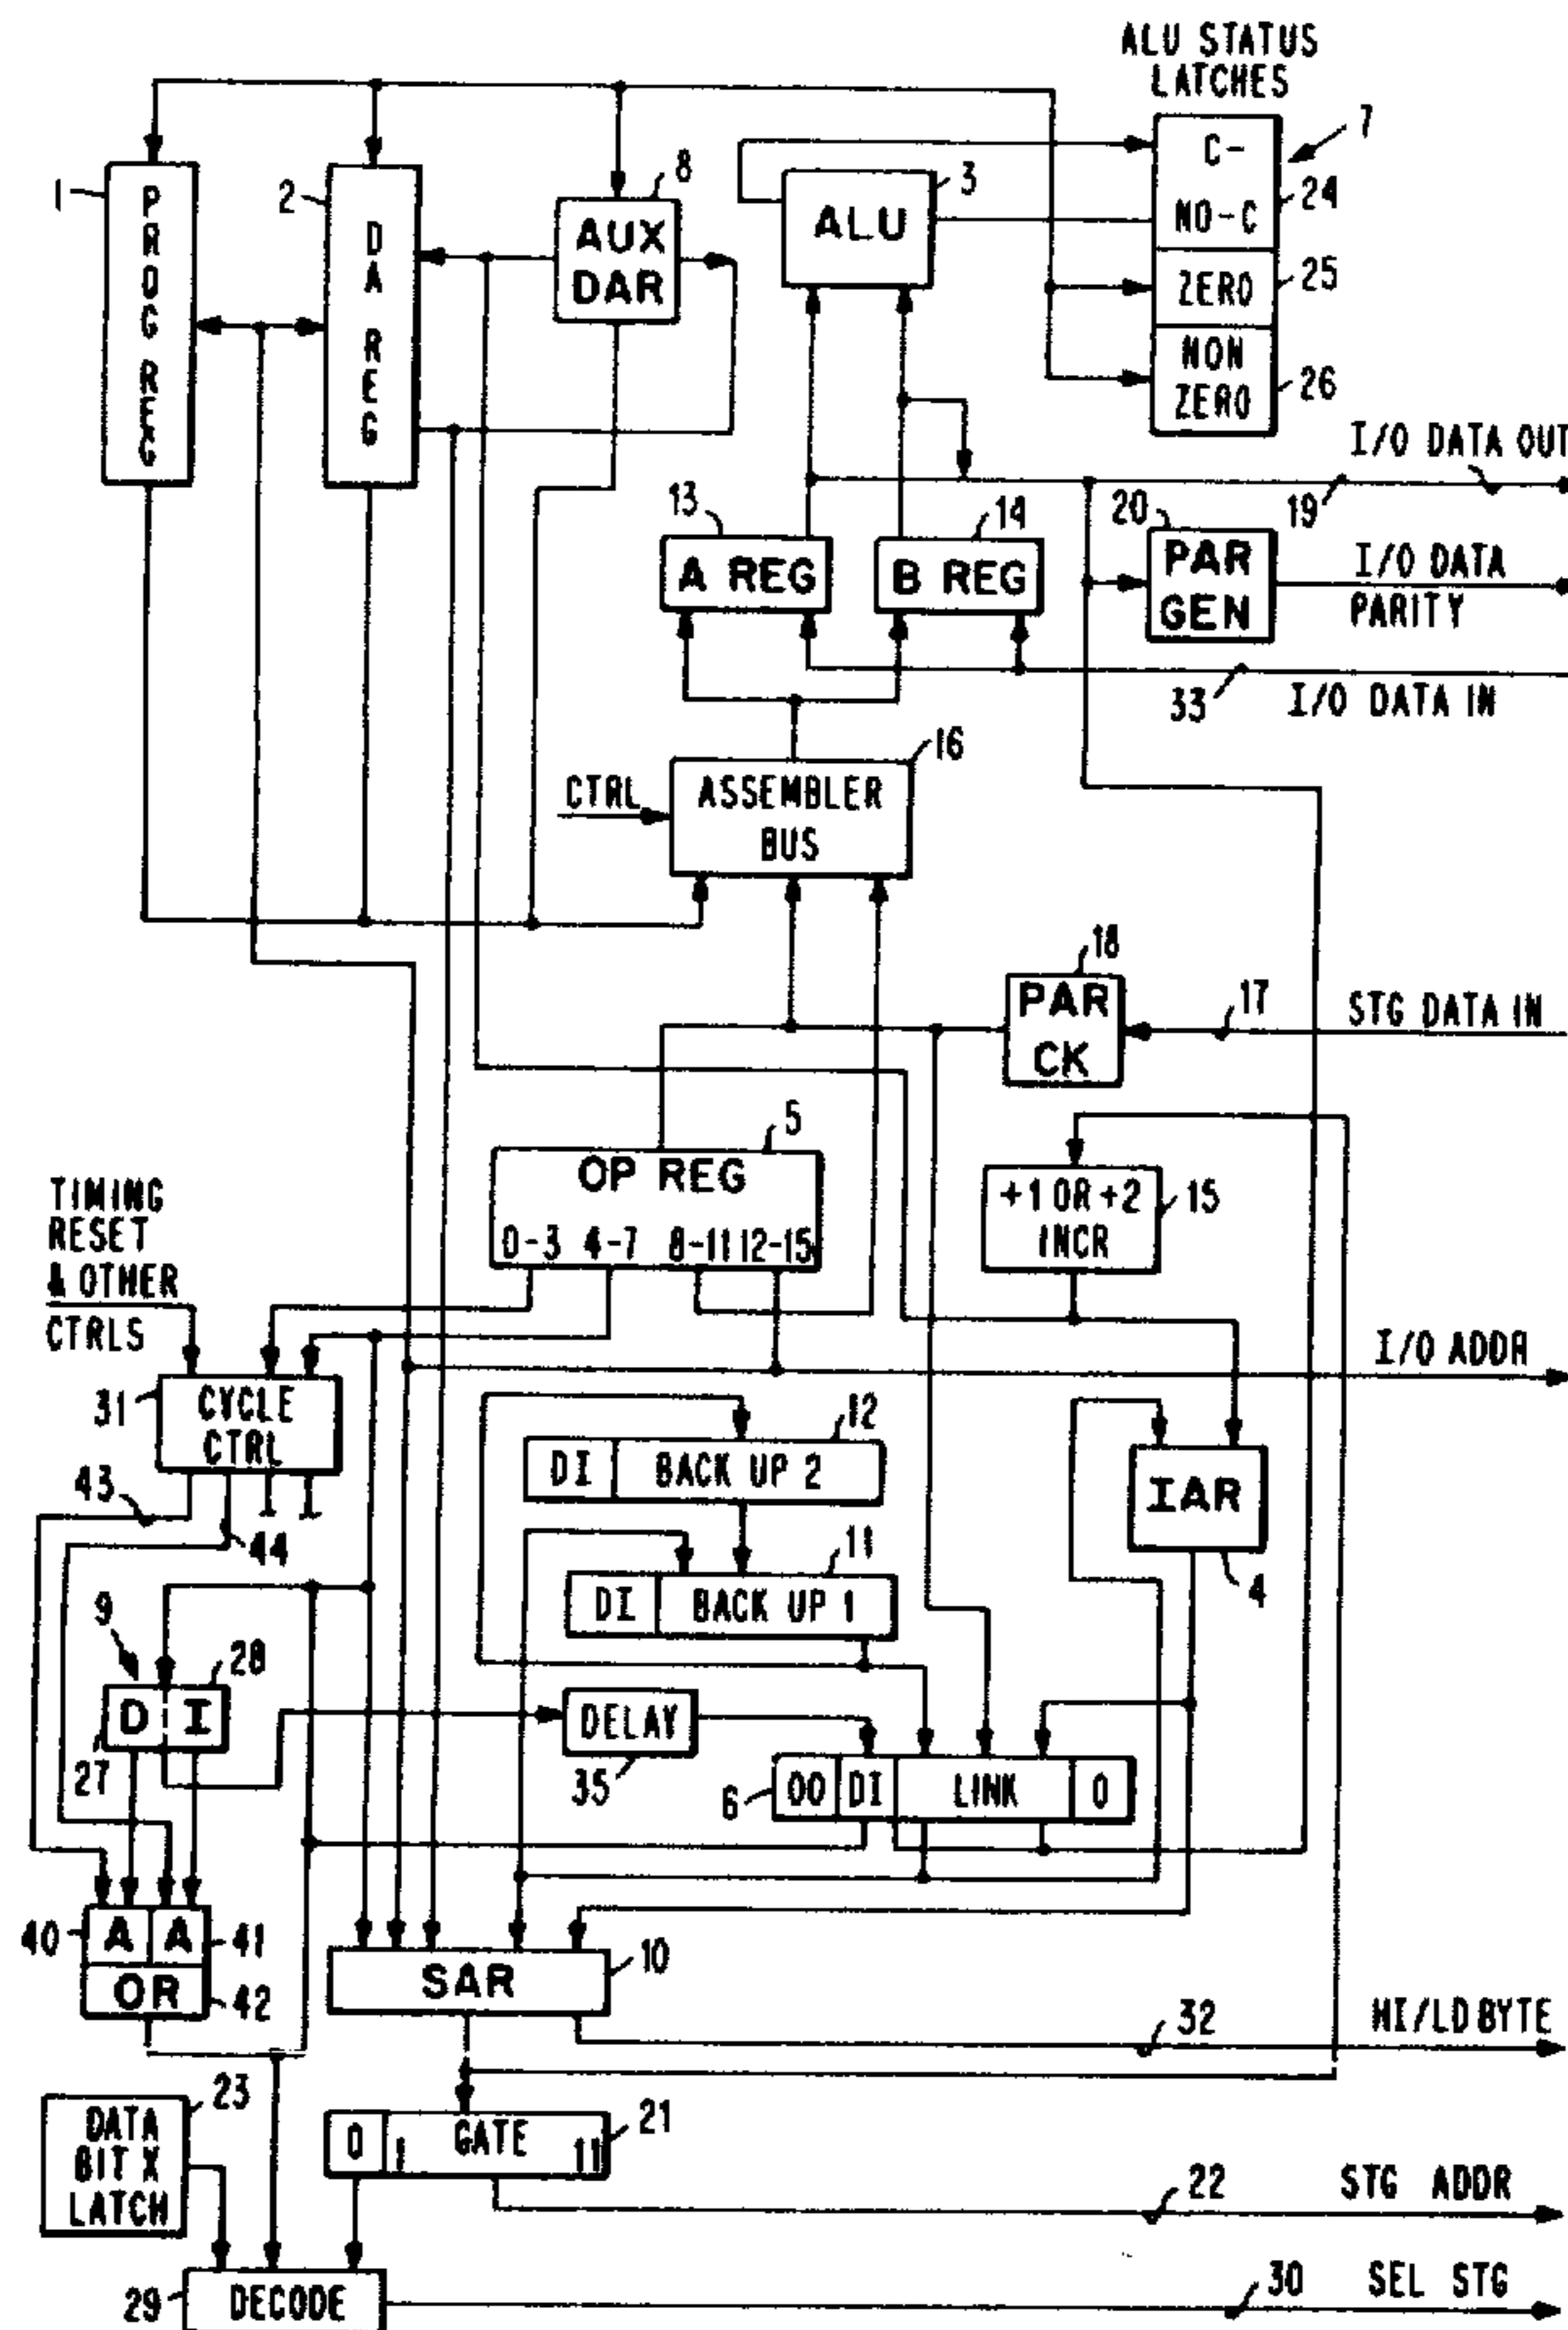 ALU STATUS
LATCHES
7
C-
NO-C
24
ZERO
25
NON
ZERO
26
1
PROG REG
2
DA REG
8
AUX
DAR
3
ALU
I/O DATA OUT
19
13
A REG
14
B REG
20
PAR
GEN
I/O DATA
PARITY
33
I/O DATA IN
16
CTRL
ASSEMBLER
BUS
18
PAR
CK
17
STG DATA IN
5
OP REG
0-3 4-7 8-11 12-15
+1 OR +2
INCR
15
TIMING
RESET
& OTHER
CTRLS
I/O ADDR
31
CYCLE
CTRL
43
44
12
DI BACK UP 2
11
DI BACK UP 1
IAR
4
9
28
D I
27
DELAY
35
6
00 DI LINK 0
40
A A
41
OR
42
SAR
10
32
HI/LO BYTE
23
DATA
BIT X
LATCH
0 1 GATE 11
21
22
STG ADDR
29
DECODE
30
SEL STG